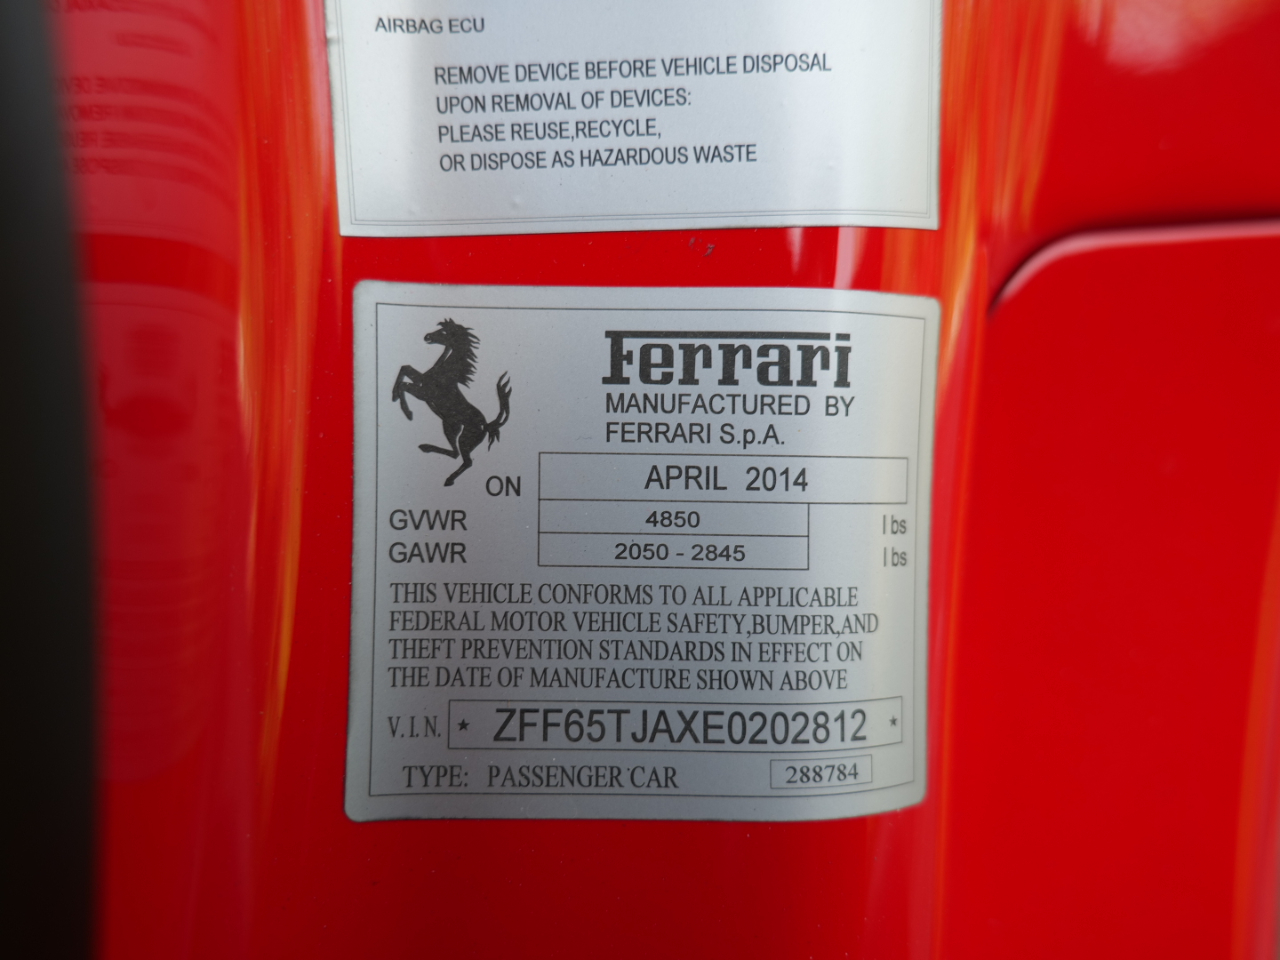 AIRBAG ECU
REMOVE DEVICE BEFORE VEHICLE DISPOSAL
UPON REMOVAL OF DEVICES:
PLEASE REUSE,RECYCLE,
OR DISPOSE AS HAZARDOUS WASTE
Ferrari
MANUFACTURED BY
FERRARI S.p.A.
ON APRIL 2014
GVWR 4850 lbs
GAWR 2050 - 2845 lbs
THIS VEHICLE CONFORMS TO ALL APPLICABLE
FEDERAL MOTOR VEHICLE SAFETY,BUMPER,AND
THEFT PREVENTION STANDARDS IN EFFECT ON
THE DATE OF MANUFACTURE SHOWN ABOVE
V.I.N. * ZFF65TJAXE0202812 *
TYPE: PASSENGER CAR 288784